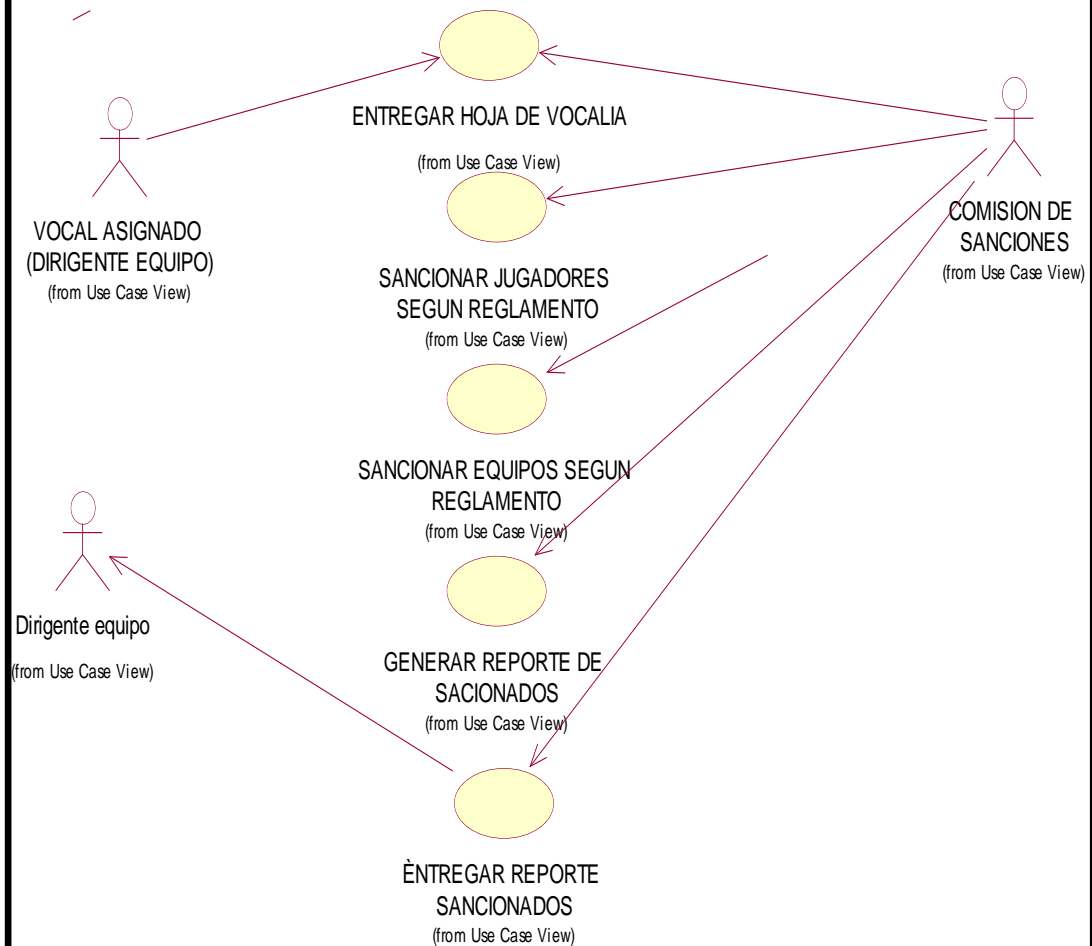 ENTREGAR HOJA DE VOCALIA
(from Use Case View)
VOCAL ASIGNADO
(DIRIGENTE EQUIPO)
(from Use Case View)
COMISION DE
SANCIONES
(from Use Case View)
SANCIONAR JUGADORES
SEGUN REGLAMENTO
(from Use Case View)
SANCIONAR EQUIPOS SEGUN
REGLAMENTO
(from Use Case View)
Dirigente equipo
(from Use Case View)
GENERAR REPORTE DE
SACIONADOS
(from Use Case View)
ÈNTREGAR REPORTE
SANCIONADOS
(from Use Case View)